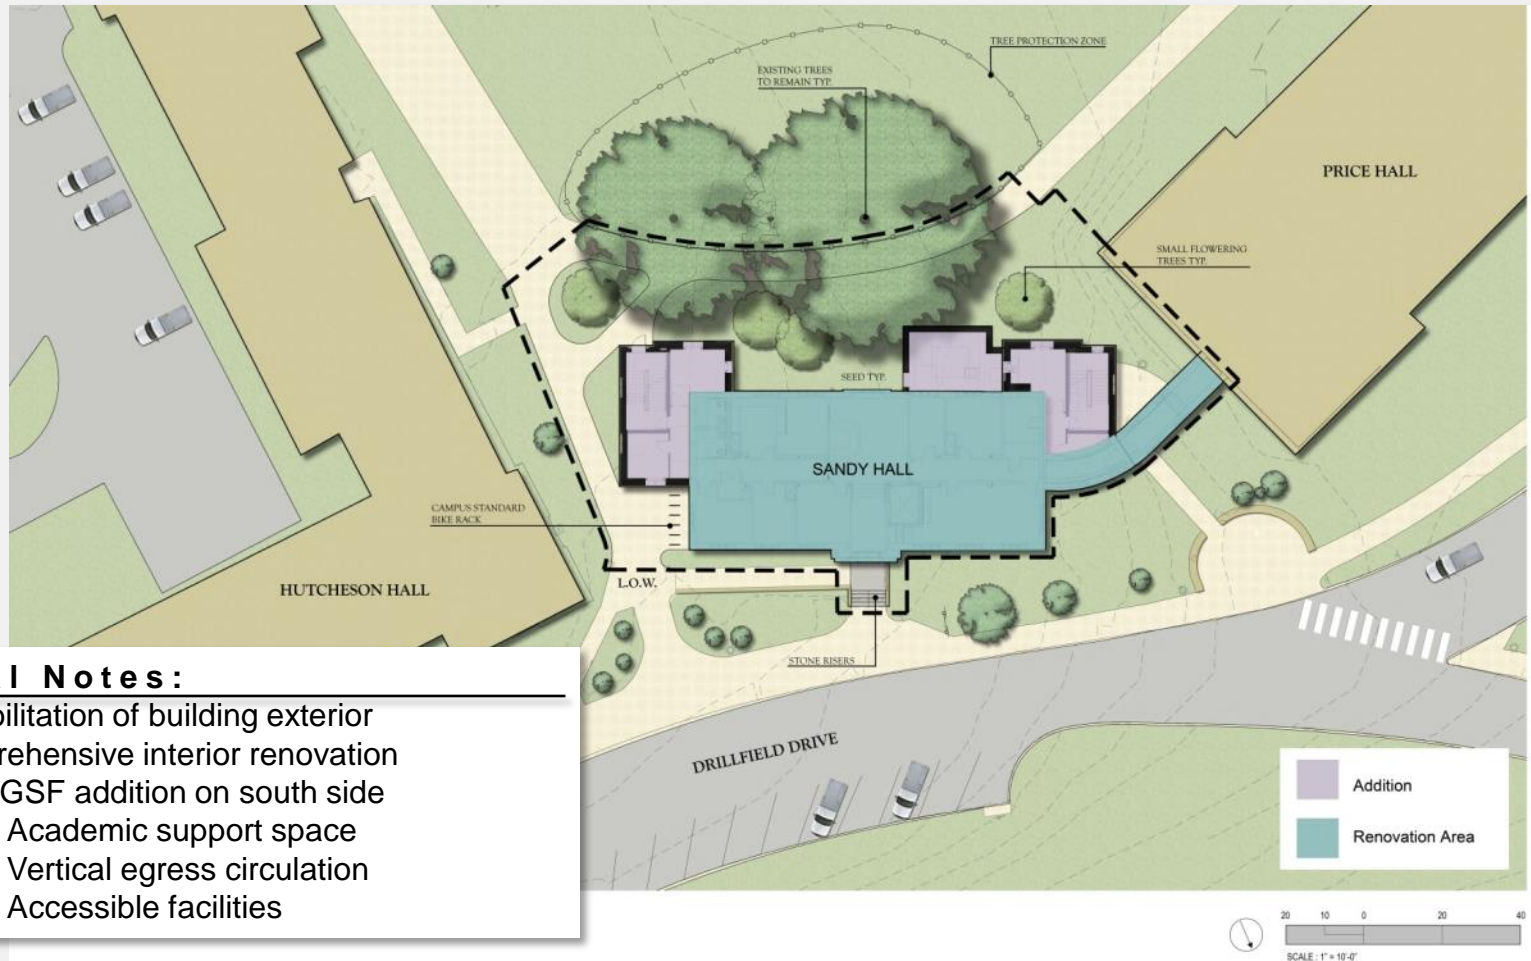 TREE PROTECTION ZONE
EXISTING TREES
TO REMAIN TYP.
PRICE HALL
SMALL FLOWERING
TREES TYP.
SEED TYP.
SANDY HALL
CAMPUS STANDARD
BIKE RACK
L.O.W.
HUTCHESON HALL
STONE RISERS
DRILLFIELD DRIVE
l Notes:
ilitation of building exterior
rehensive interior renovation
GSF addition on south side
Academic support space
Vertical egress circulation
Accessible facilities
Addition
Renovation Area
20 10 0 20 40
SCALE : 1" = 10'-0"